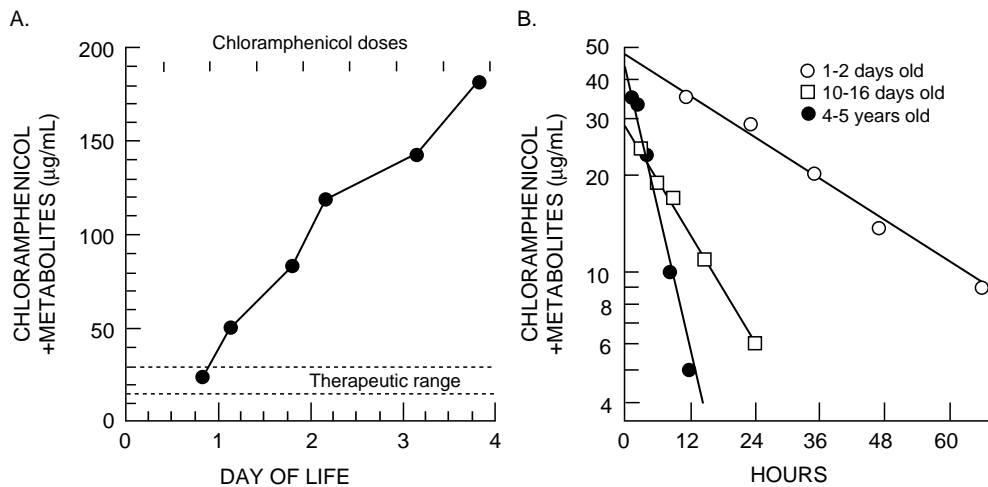 A.
Chloramphenicol doses
200
150
100
50
0
CHLORAMPHENICOL
+METABOLITES (µg/mL)
Therapeutic range
0 1 2 3 4
DAY OF LIFE
B.
50
40
30
20
10
8
6
4
CHLORAMPHENICOL
+METABOLITES (µg/mL)
1-2 days old
10-16 days old
4-5 years old
0 12 24 36 48 60
HOURS